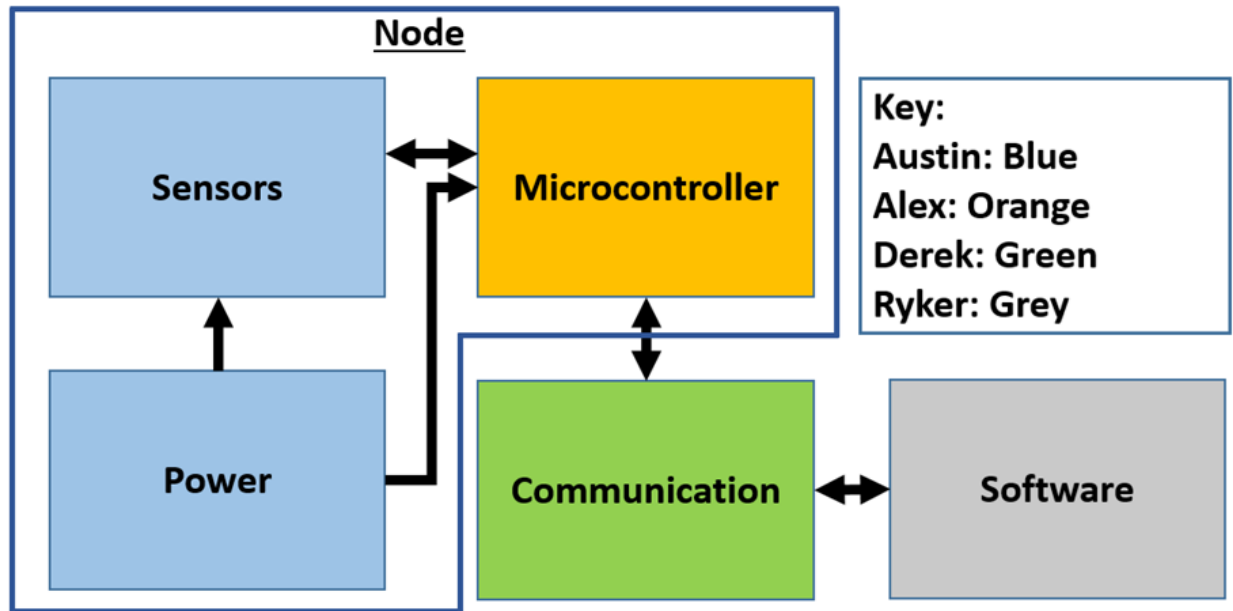 Node
Sensors
Microcontroller
Key:
Austin: Blue
Alex: Orange
Derek: Green
Ryker: Grey
Power
Communication
Software